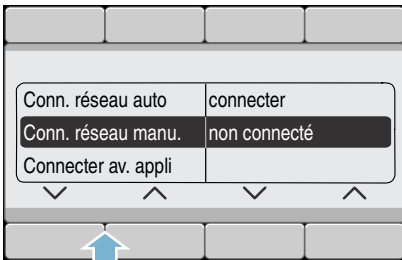 Conn. réseau auto connecter
Conn. réseau manu. non connecté
Connecter av. appli